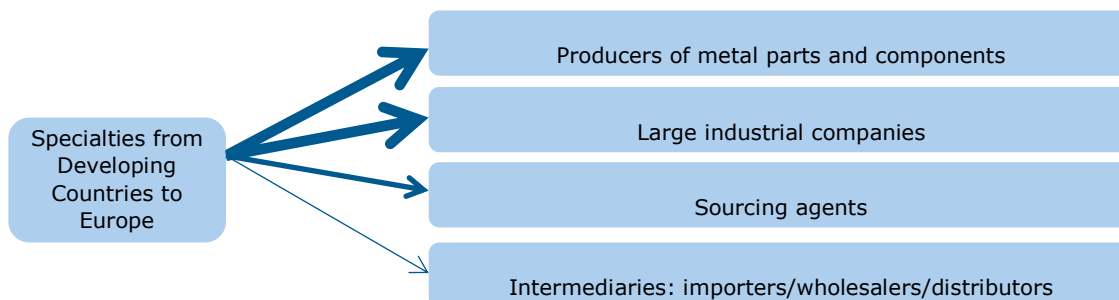 Specialties from
Developing
Countries to
Europe
Producers of metal parts and components
Large industrial companies
Sourcing agents
Intermediaries: importers/wholesalers/distributors